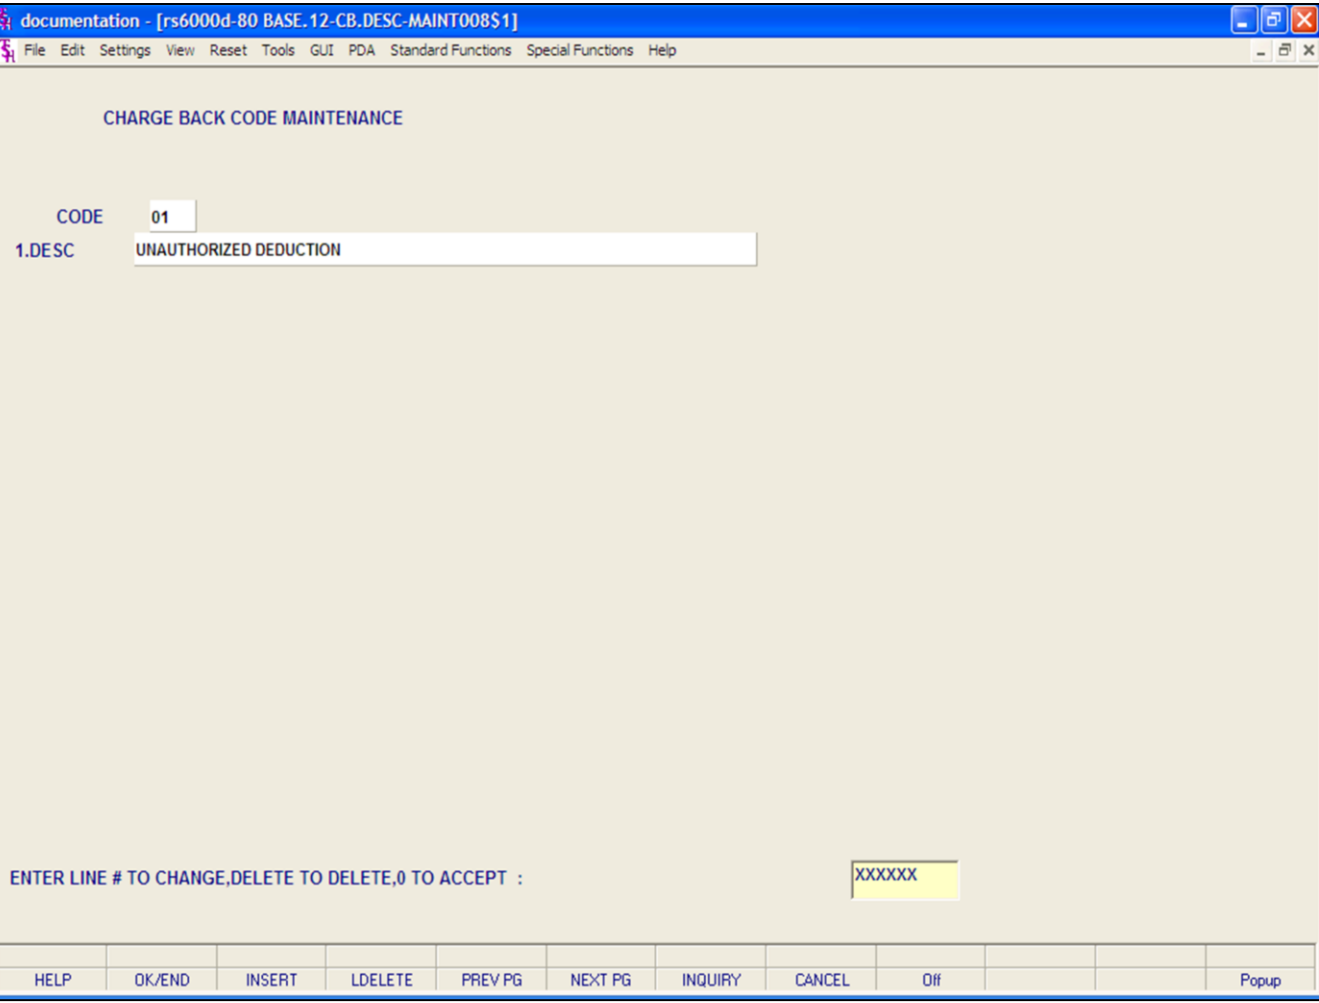 documentation - [rs6000d-80 BASE.12-CB.DESC-MAINT008$1]
File Edit Settings View Reset Tools GUI PDA Standard Functions Special Functions Help
CHARGE BACK CODE MAINTENANCE
CODE 01
1.DESC UNAUTHORIZED DEDUCTION
ENTER LINE # TO CHANGE,DELETE TO DELETE,0 TO ACCEPT : XXXXXX
HELP OK/END INSERT LDELETE PREV PG NEXT PG INQUIRY CANCEL Off Popup